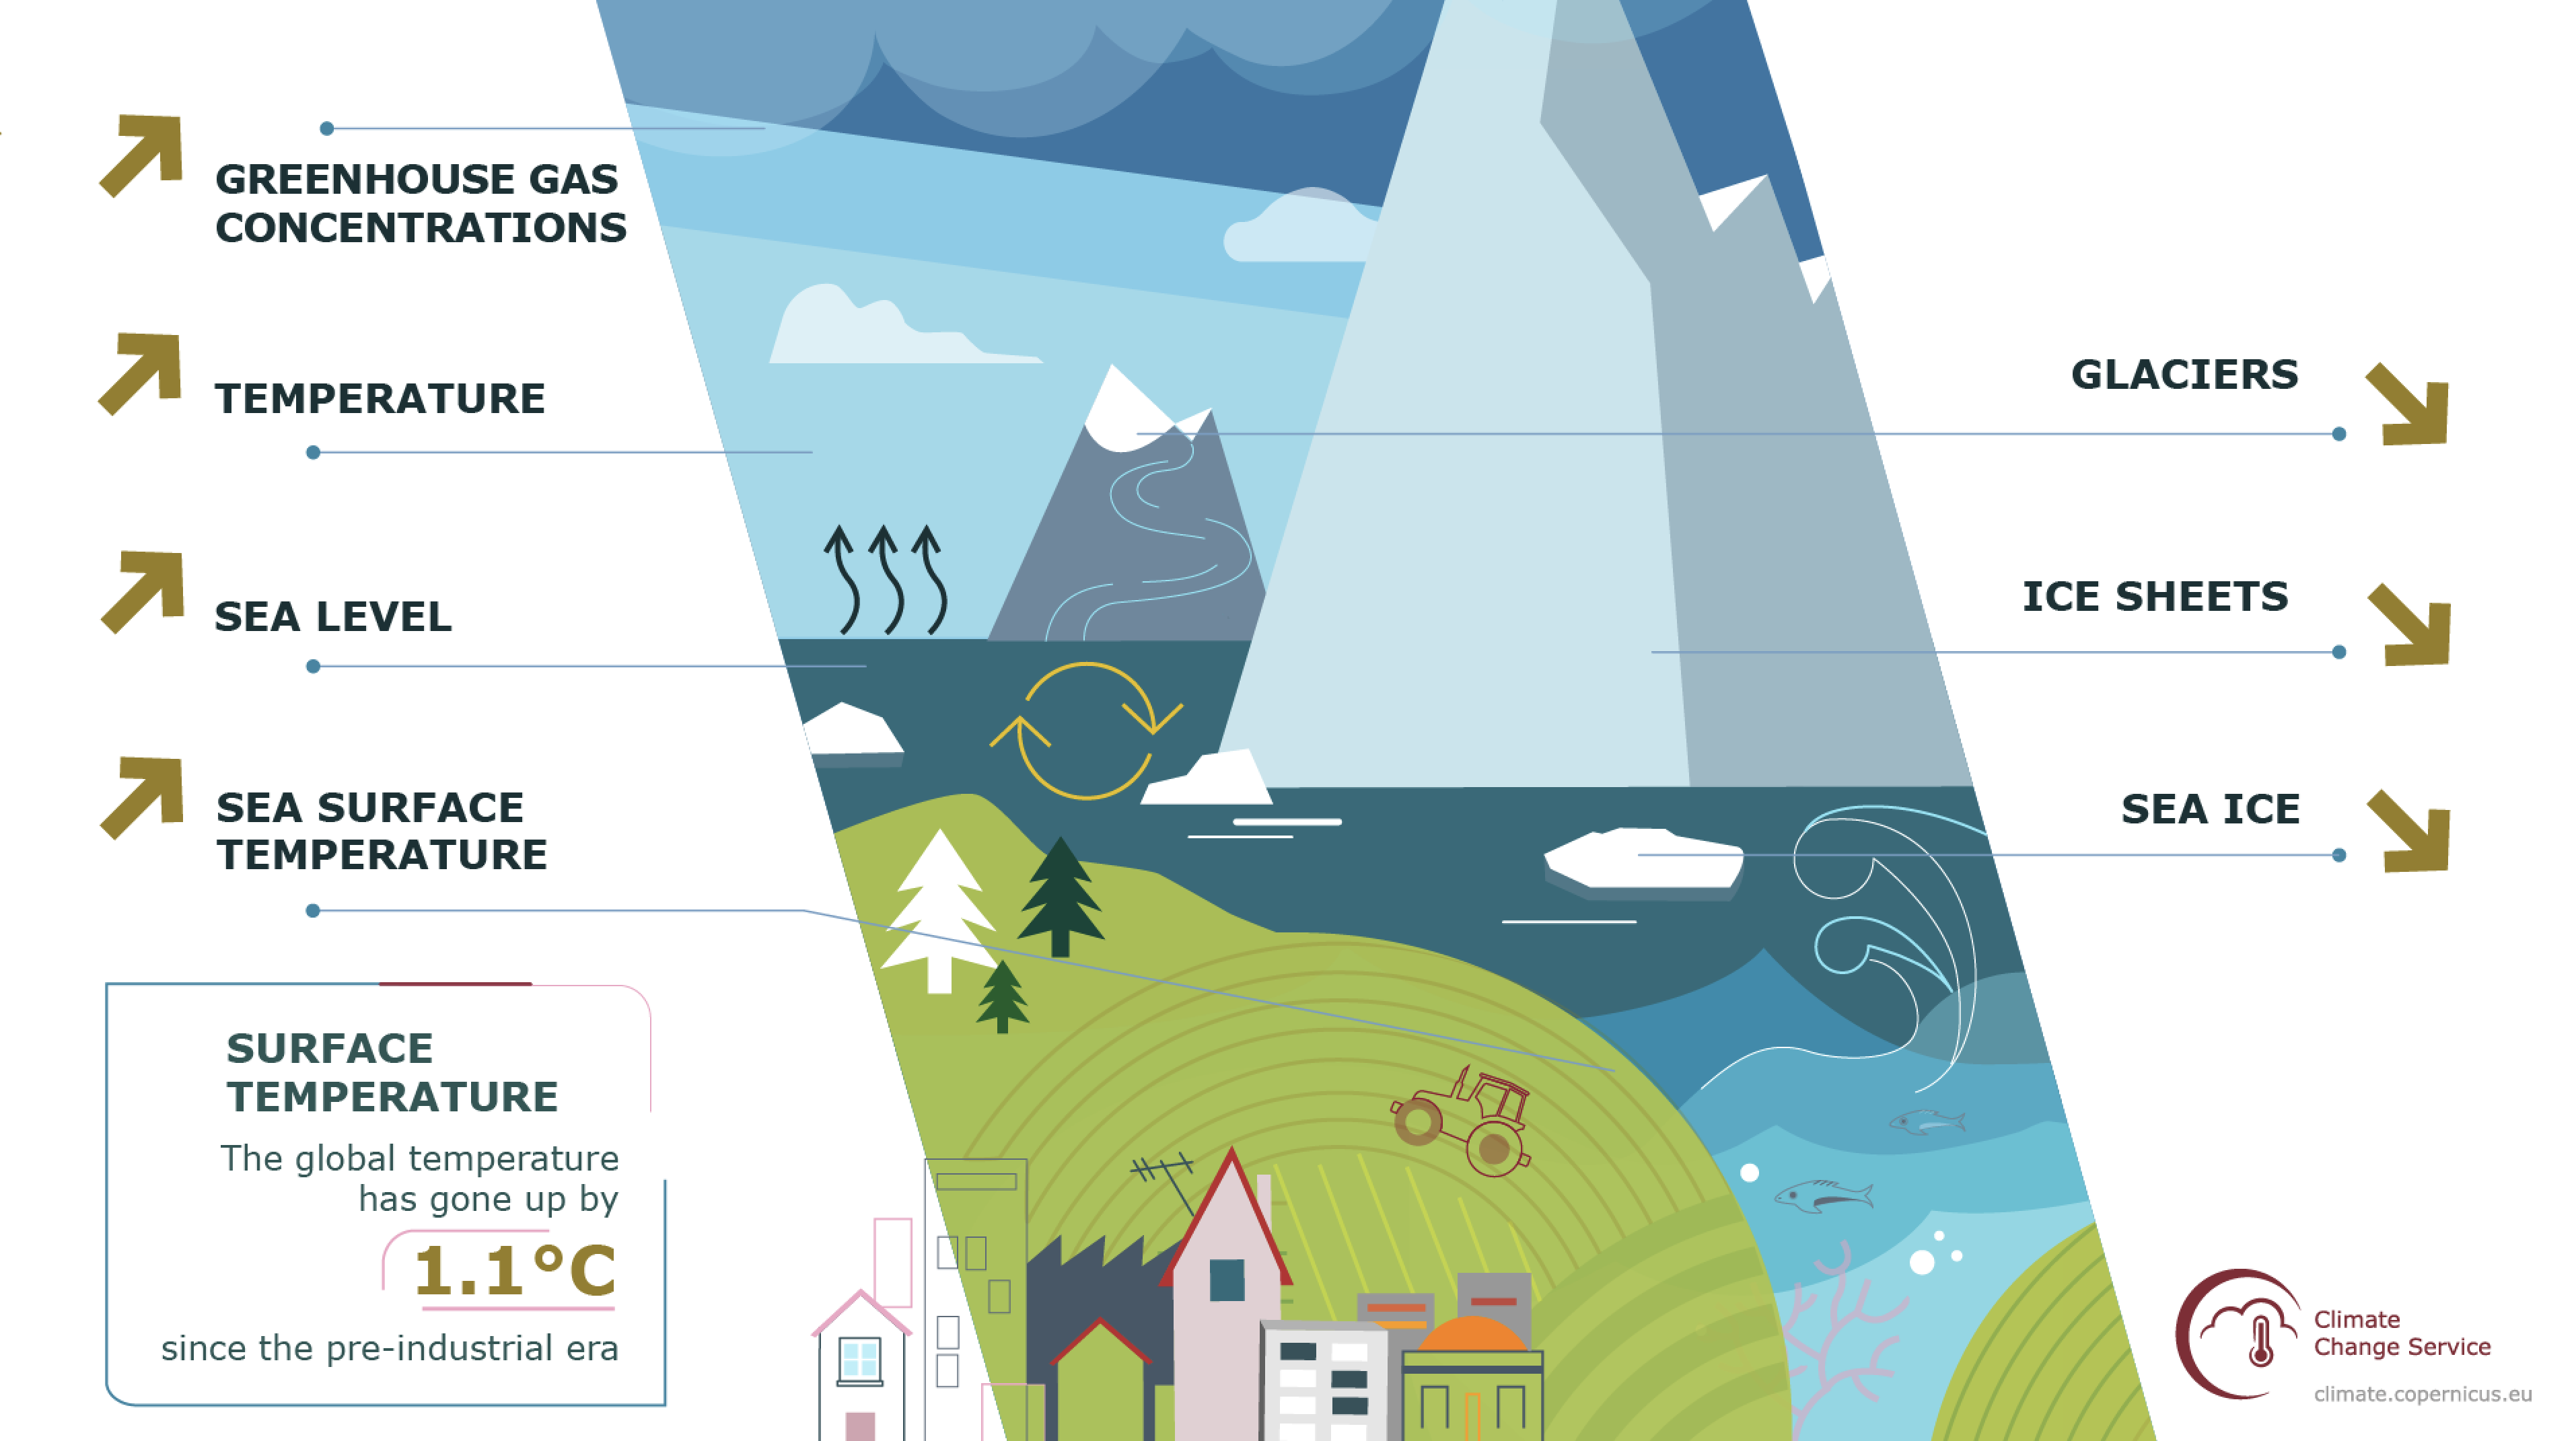 GREENHOUSE GAS
CONCENTRATIONS
TEMPERATURE
SEA LEVEL
SEA SURFACE
TEMPERATURE
GLACIERS
ICE SHEETS
SEA ICE
SURFACE
TEMPERATURE
The global temperature
has gone up by
1.1°C
since the pre-industrial era
Climate
Change Service
climate.copernicus.eu